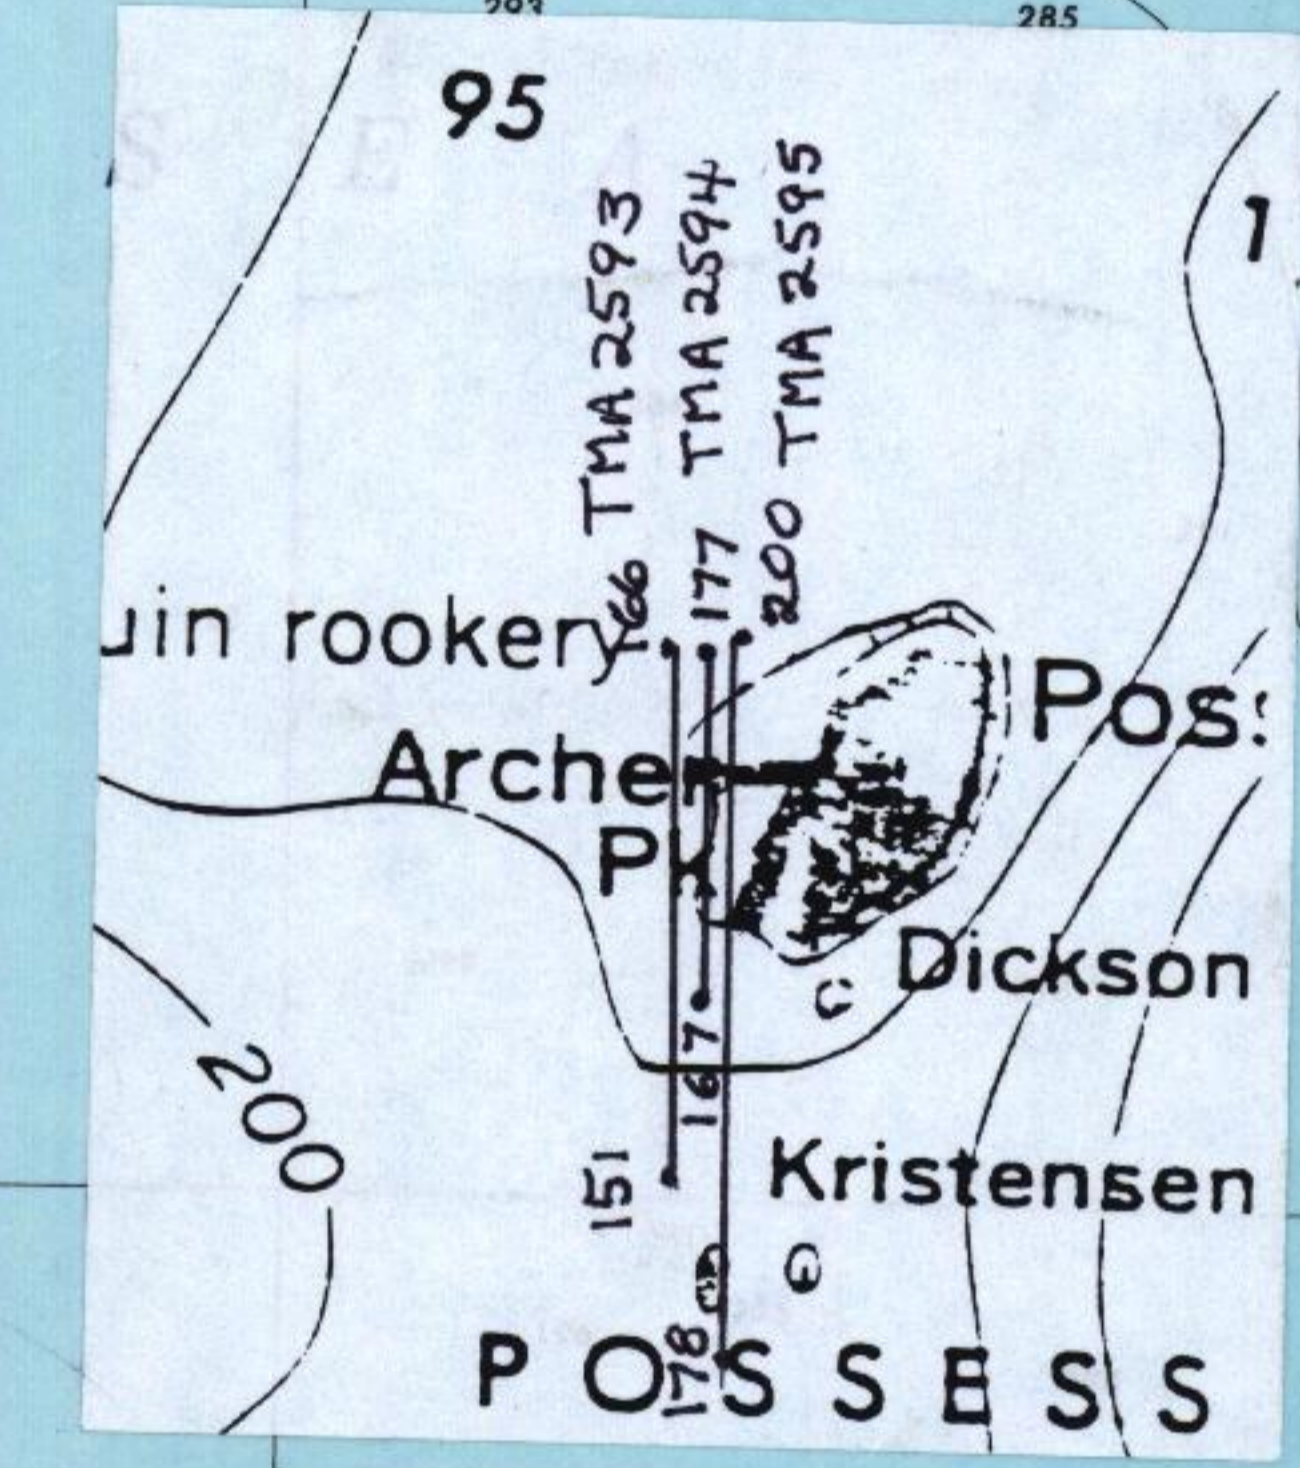 285
95
1
TMA 2593
TMA 2594
TMA 2595
166
177
200
uin rookery
Pos
Archer
Pk
Dickson
167
200
151
Kristensen
178
P O S S E S S